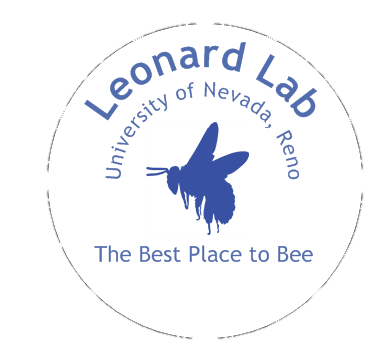 Leonard Lab
University of Nevada, Reno
The Best Place to Bee